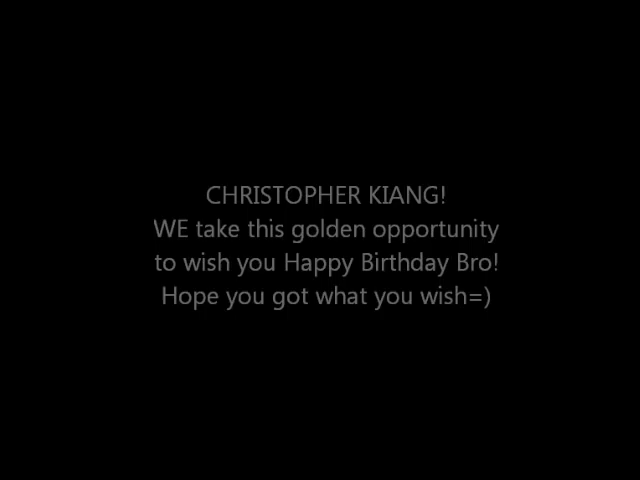 CHRISTOPHER KIANG!
WE take this golden opportunity
to wish you Happy Birthday Bro!
Hope you got what you wish=)